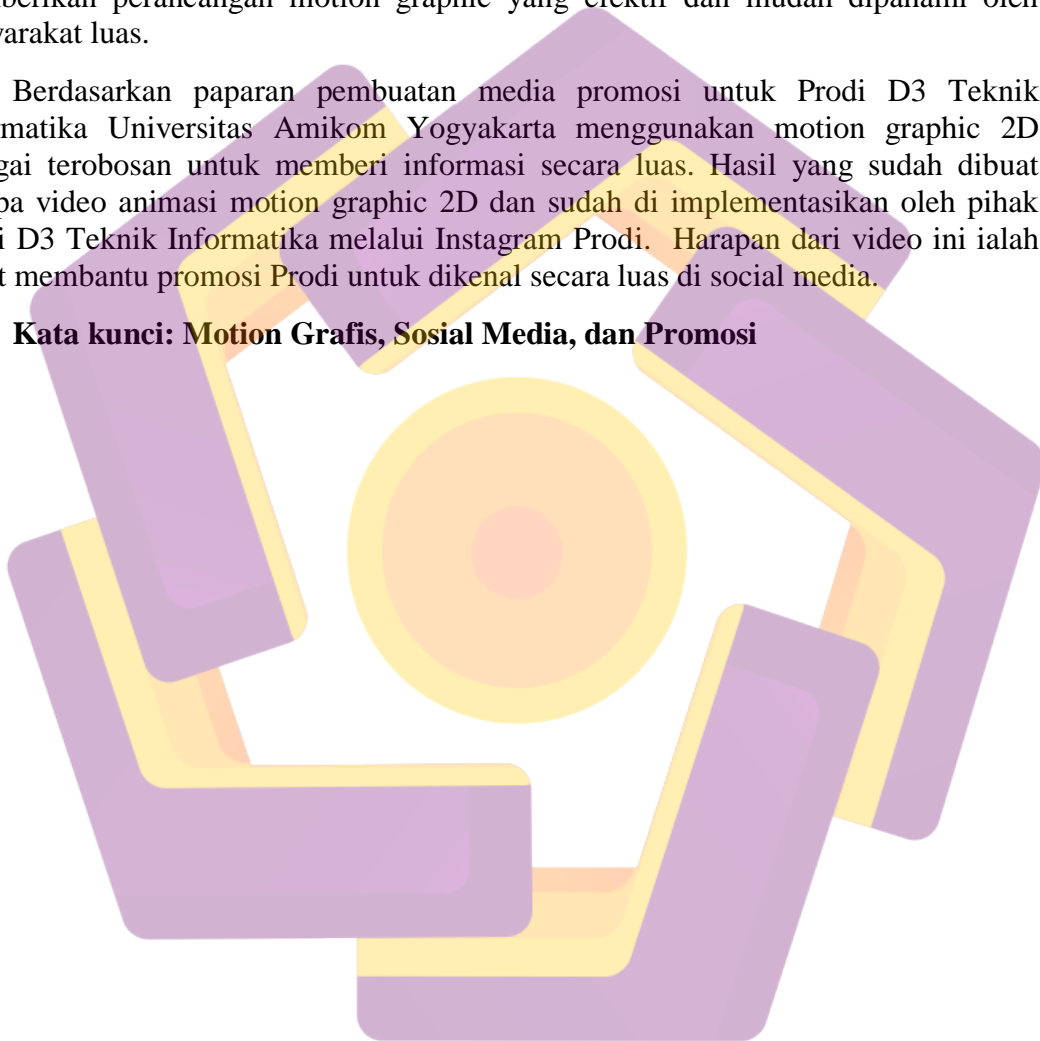 berikan perancangan motion graphic yang efektif dan mudah dipahami oleh
yarakat luas.
Berdasarkan paparan pembuatan media promosi untuk Prodi D3 Teknik
rmatika Universitas Amikom Yogyakarta menggunakan motion graphic 2D
gai terobosan untuk memberi informasi secara luas. Hasil yang sudah dibuat
pa video animasi motion graphic 2D dan sudah di implementasikan oleh pihak
i D3 Teknik Informatika melalui Instagram Prodi. Harapan dari video ini ialah
t membantu promosi Prodi untuk dikenal secara luas di social media.
Kata kunci: Motion Grafis, Sosial Media, dan Promosi